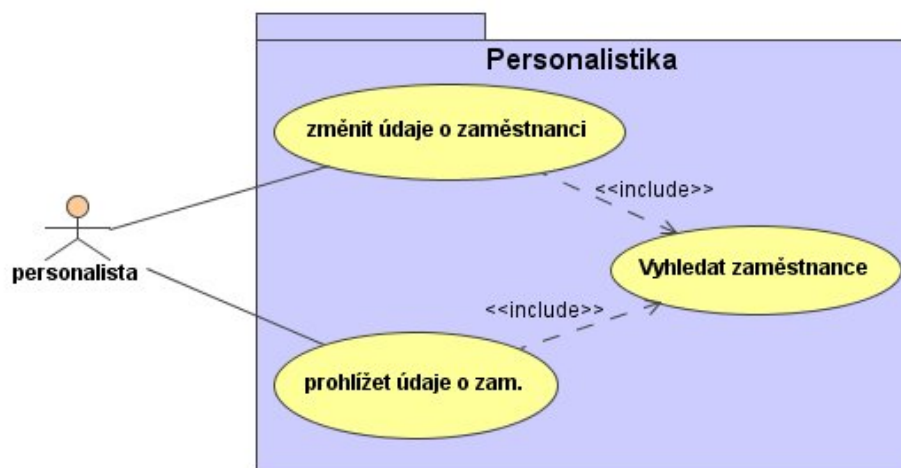 Personalistika
změnit údaje o zaměstnanci
<<include>>
personalista
Vyhledat zaměstnance
<<include>>
prohlížet údaje o zam.